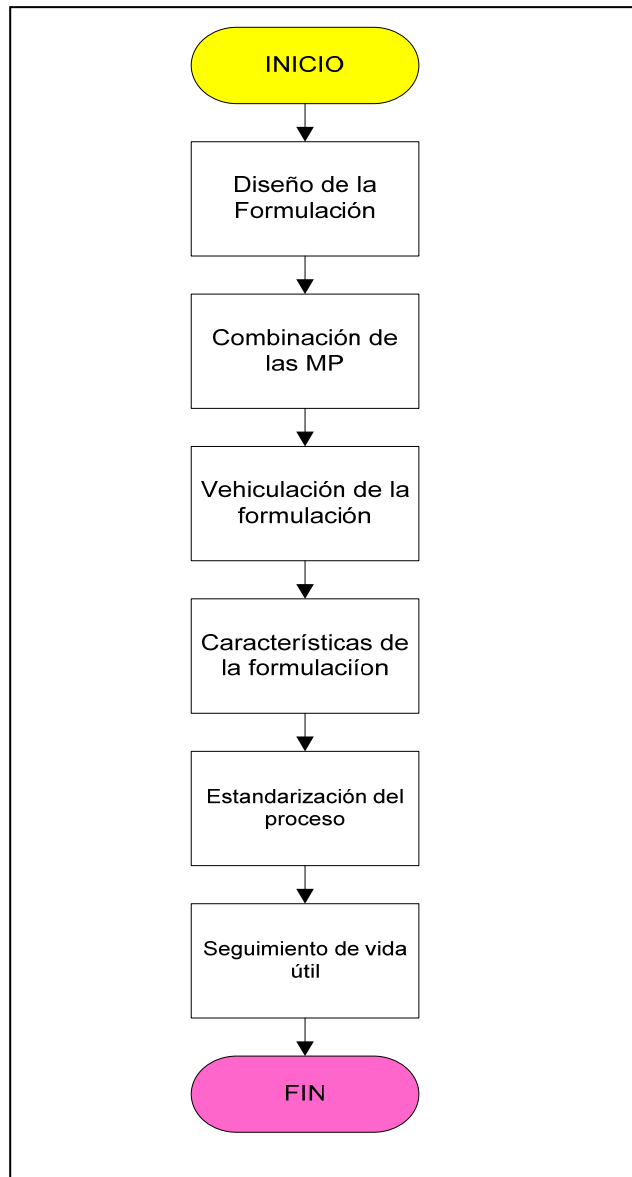 INICIO
Diseño de la
Formulación
Combinación de
las MP
Vehiculación de la
formulación
Característísticas de
la formulaciíon
Estandarización del
proceso
Seguimiento de vida
útil
FIN